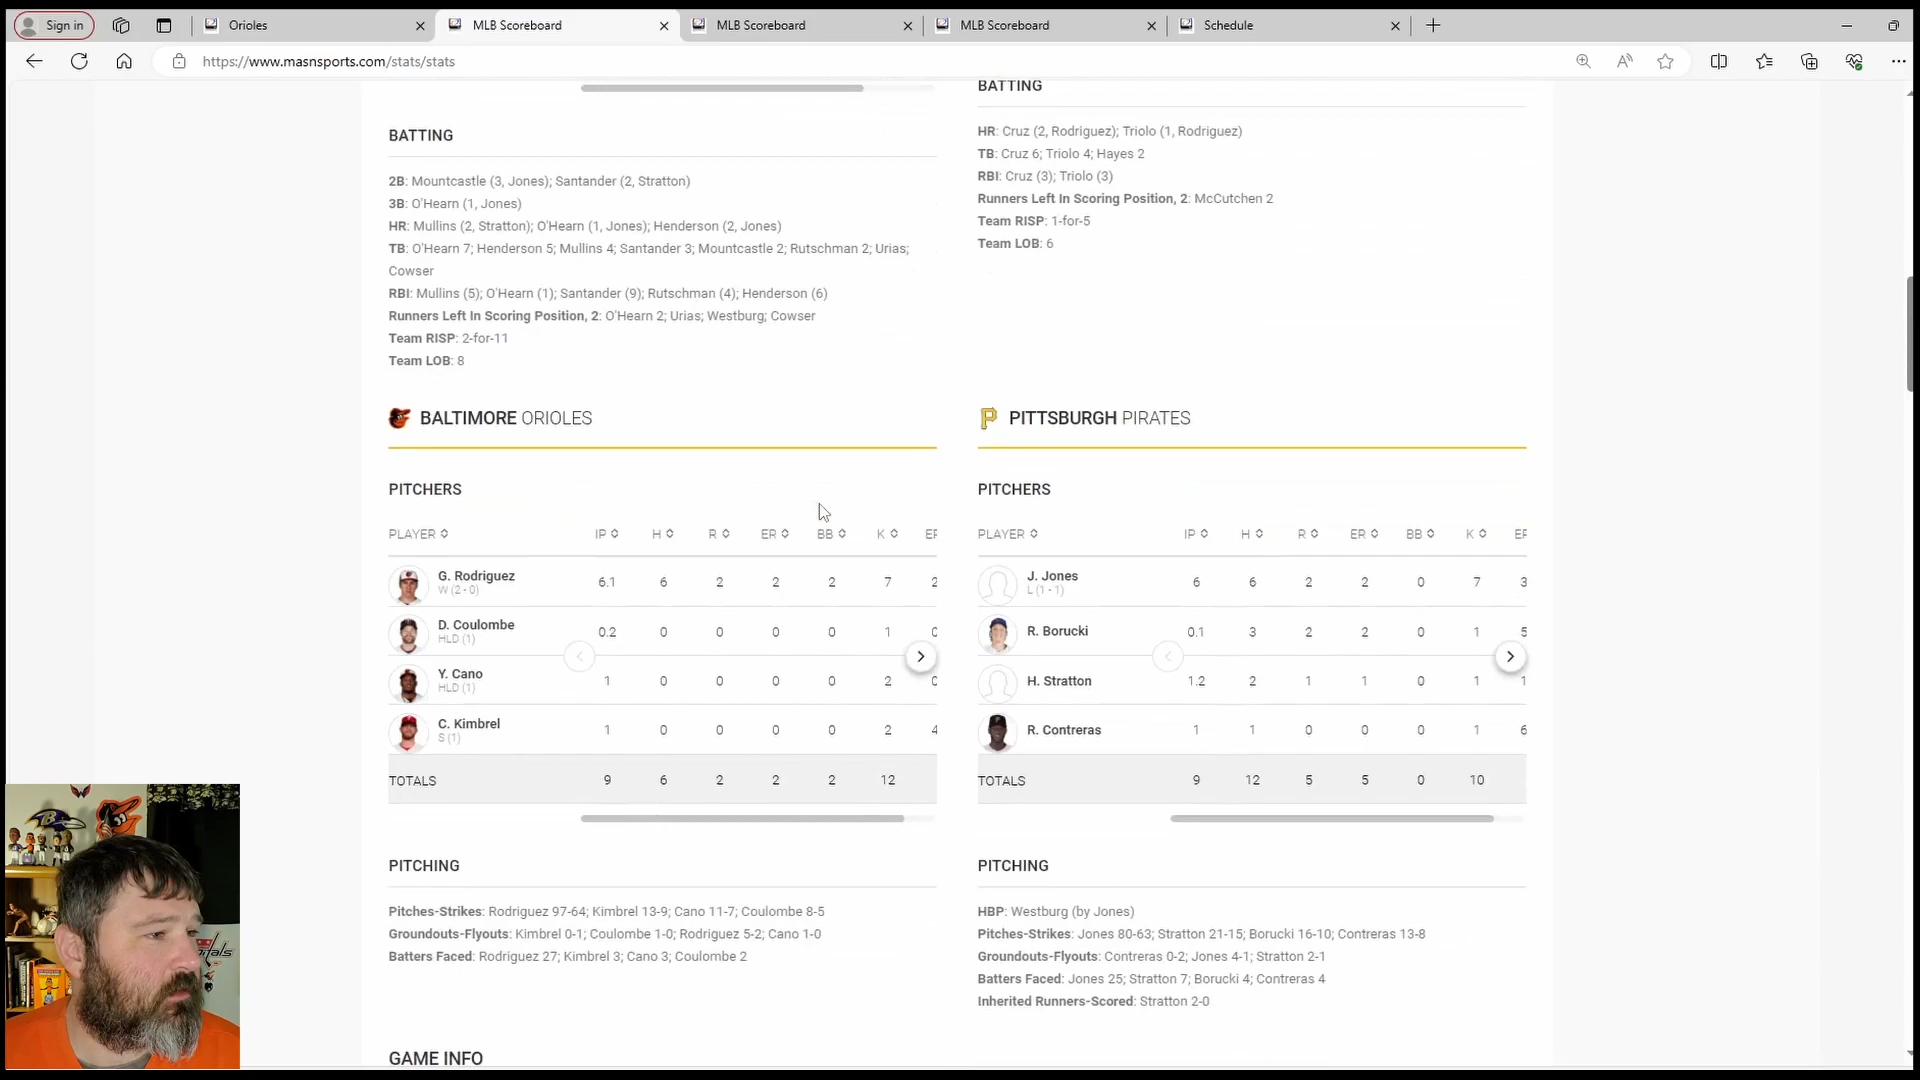 Sign in
Orioles
MLB Scoreboard
MLB Scoreboard
MLB Scoreboard
Schedule
https://www.masnsports.com/stats/stats
BATTING
2B: Mountcastle (3, Jones); Santander (2, Stratton)
3B: O'Hearn (1, Jones)
HR: Mullins (2, Stratton); O'Hearn (1, Jones); Henderson (2, Jones)
TB: O'Hearn 7; Henderson 5; Mullins 4; Santander 3; Mountcastle 2; Rutschman 2; Urias;
Cowser
RBI: Mullins (5); O'Hearn (1); Santander (9); Rutschman (4); Henderson (6)
Runners Left In Scoring Position, 2: O'Hearn 2; Urias; Westburg; Cowser
Team RISP: 2-for-11
Team LOB: 8
BATTING
HR: Cruz (2, Rodriguez); Triolo (1, Rodriguez)
TB: Cruz 6; Triolo 4; Hayes 2
RBI: Cruz (3); Triolo (3)
Runners Left In Scoring Position, 2: McCutchen 2
Team RISP: 1-for-5
Team LOB: 6
BALTIMORE ORIOLES
PITCHERS
PLAYER IP H R ER BB K
G. Rodriguez 6.1 6 2 2 2 7 2
W (2 - 0)
D. Coulombe 0.2 0 0 0 0 1 0
HLD (1)
Y. Cano 1 0 0 0 0 2 0
HLD (1)
C. Kimbrel 1 0 0 0 0 2 4
S (1)
TOTALS 9 6 2 2 2 12
PITCHING
Pitches-Strikes: Rodriguez 97-64; Kimbrel 13-9; Cano 11-7; Coulombe 8-5
Groundouts-Flyouts: Kimbrel 0-1; Coulombe 1-0; Rodriguez 5-2; Cano 1-0
Batters Faced: Rodriguez 27; Kimbrel 3; Cano 3; Coulombe 2
PITTSBURGH PIRATES
PITCHERS
PLAYER IP H R ER BB K
J. Jones 6 6 2 2 0 7 3
L (1 - 1)
R. Borucki 0.1 3 2 2 0 1 5
H. Stratton 1.2 2 1 1 0 1 1
R. Contreras 1 1 0 0 0 1 6
TOTALS 9 12 5 5 0 10
PITCHING
HBP: Westburg (by Jones)
Pitches-Strikes: Jones 80-63; Stratton 21-15; Borucki 16-10; Contreras 13-8
Groundouts-Flyouts: Contreras 0-2; Jones 4-1; Stratton 2-1
Batters Faced: Jones 25; Stratton 7; Borucki 4; Contreras 4
Inherited Runners-Scored: Stratton 2-0
GAME INFO